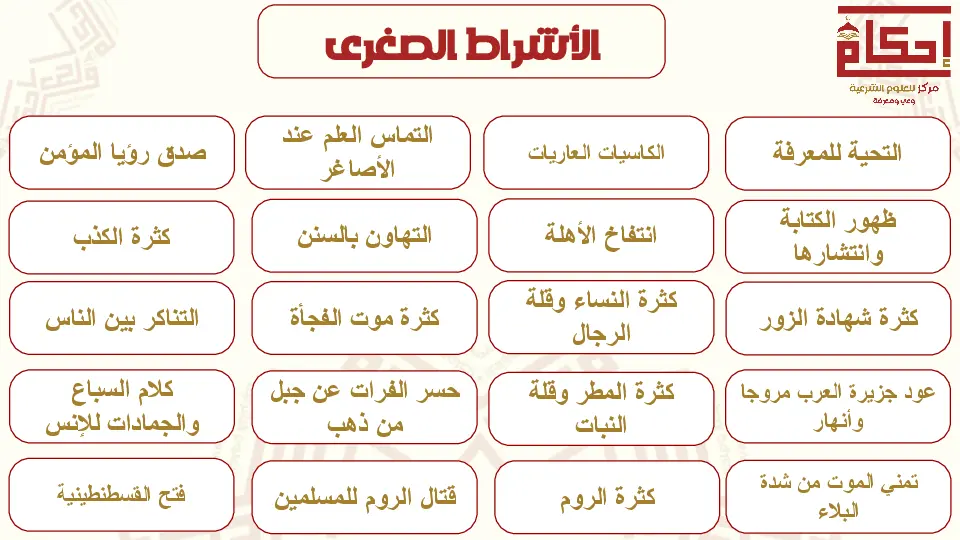 الأشراط الصغرى
إحكام
مركز للعلوم الشرعية
وعي ومعرفة
التحية للمعرفة
الكاسيات العاريات
التماس العلم عند
الأصاغر
صدق رؤيا المؤمن
ظهور الكتابة
وانتشارها
انتفاخ الأهلة
التهاون بالسنن
كثرة الكذب
كثرة شهادة الزور
كثرة النساء وقلة
الرجال
كثرة موت الفجأة
التناكر بين الناس
عود جزيرة العرب مروجا
وأنهار
كثرة المطر وقلة
النبات
حسر الفرات عن جبل
من ذهب
كلام السباع
والجمادات للإنس
تمني الموت من شدة
البلاء
كثرة الروم
قتال الروم للمسلمين
فتح القسطنطينية